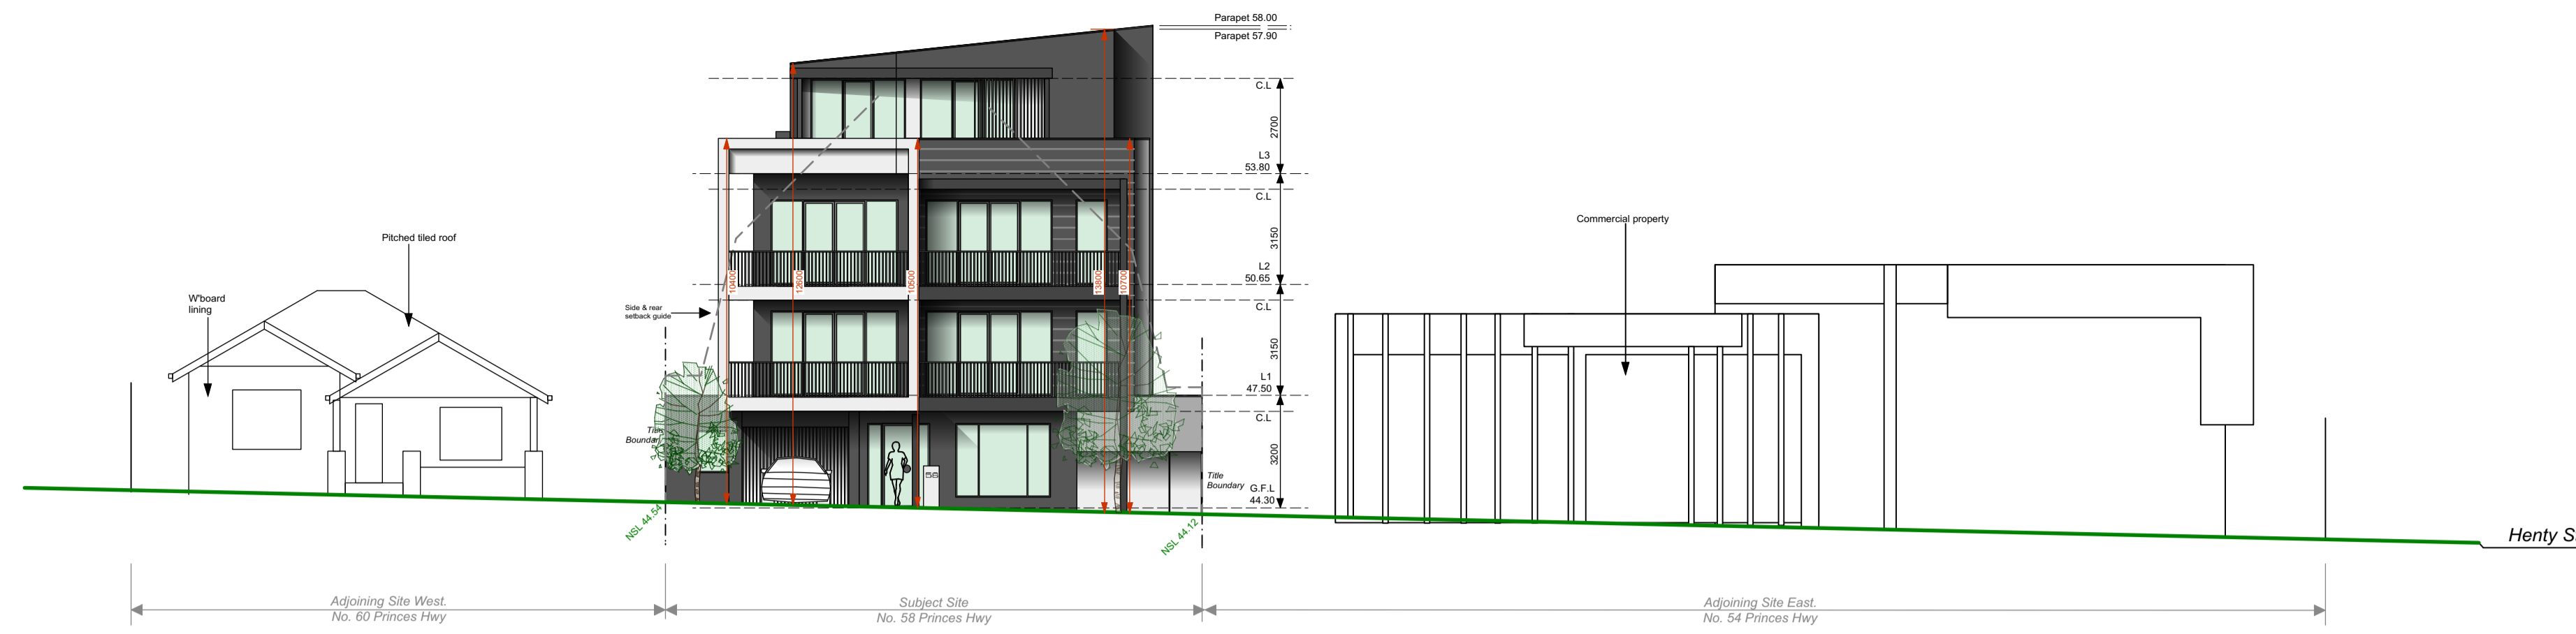 Parapet 58.00
Parapet 57.90
C.L
2700
L3
53.80
C.L
3150
L2
50.65
C.L
3150
L1
47.50
C.L
3200
G.F.L
44.30
Title
Boundary
Pitched tiled roof
W'board
lining
Side & rear
setback guide
Title
Boundary
10400
12600
10500
13800
10700
Commercial property
NSL 44.54
NSL 44.12
Henty S
Adjoining Site West.
No. 60 Princes Hwy
Subject Site
No. 58 Princes Hwy
Adjoining Site East.
No. 54 Princes Hwy